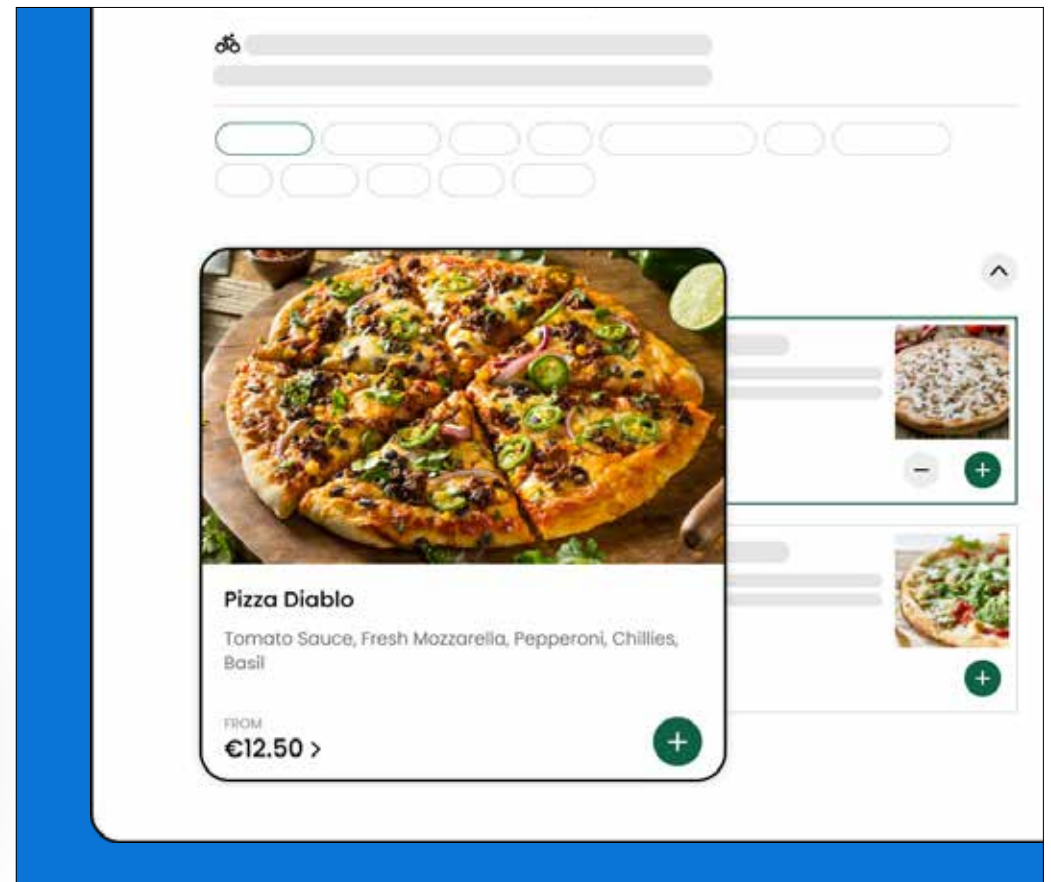 Pizza Diablo
Tomato Sauce, Fresh Mozzarella, Pepperoni, Chillies,
Basil
FROM
€12.50 >